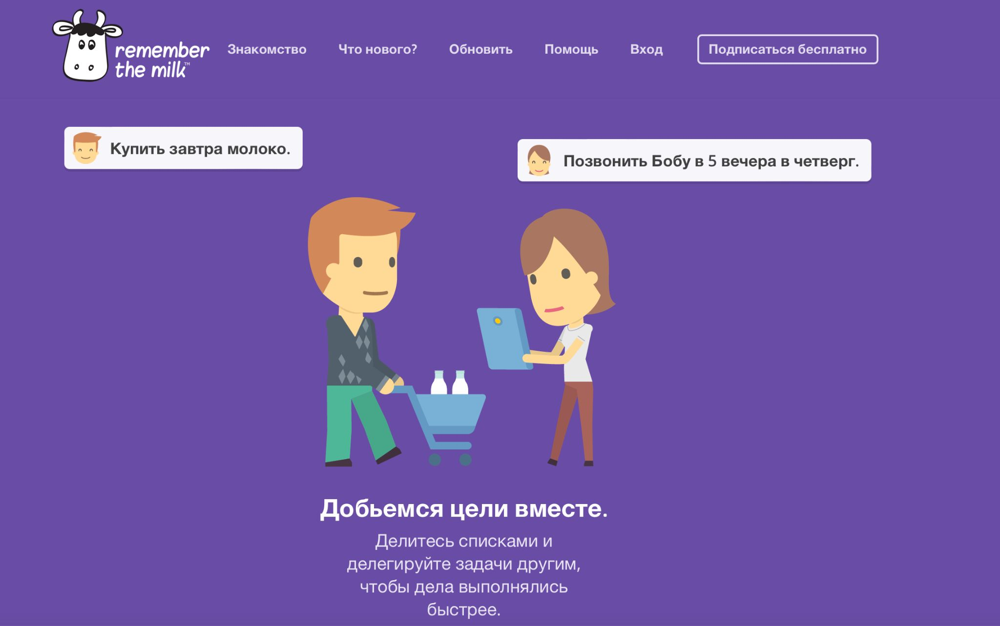 remember
the milk™
Знакомство
Что нового?
Обновить
Помощь
Вход
Подписаться бесплатно
Купить завтра молоко.
Позвонить Бобу в 5 вечера в четверг.
Добьемся цели вместе.
Делитесь списками и
делегируйте задачи другим,
чтобы дела выполнялись
быстрее.